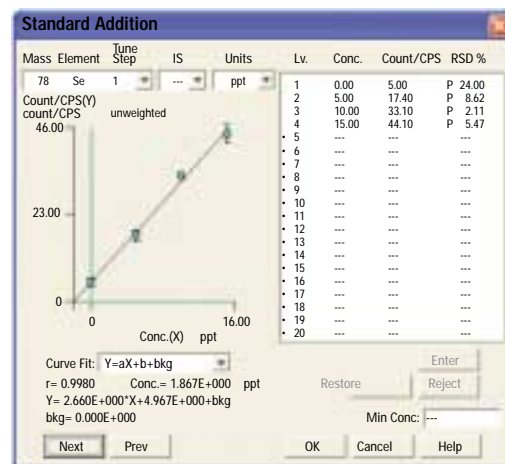 Standard Addition
Mass Element Tune Step IS Units
78 Se 1 --- ppt
Count/CPS(Y)
count/CPS unweighted
46.00
23.00
0
0 16.00
Conc.(X) ppt
Curve Fit: Y=aX+b+bkg
r= 0.9980 Conc.= 1.867E+000 ppt
Y= 2.660E+000*X+4.967E+000+bkg
bkg= 0.000E+000
Lv. Conc. Count/CPS RSD %
1 0.00 5.00 P 24.00
2 5.00 17.40 P 8.62
3 10.00 33.10 P 2.11
4 15.00 44.10 P 5.47
• 5 --- --- ---
• 6 --- --- ---
• 7 --- --- ---
• 8 --- --- ---
• 9 --- --- ---
• 10 --- --- ---
• 11 --- --- ---
• 12 --- --- ---
• 13 --- --- ---
• 14 --- --- ---
• 15 --- --- ---
• 16 --- --- ---
• 17 --- --- ---
• 18 --- --- ---
• 19 --- --- ---
• 20 --- --- ---
Enter
Restore Reject
Min Conc: ---
Next Prev OK Cancel Help